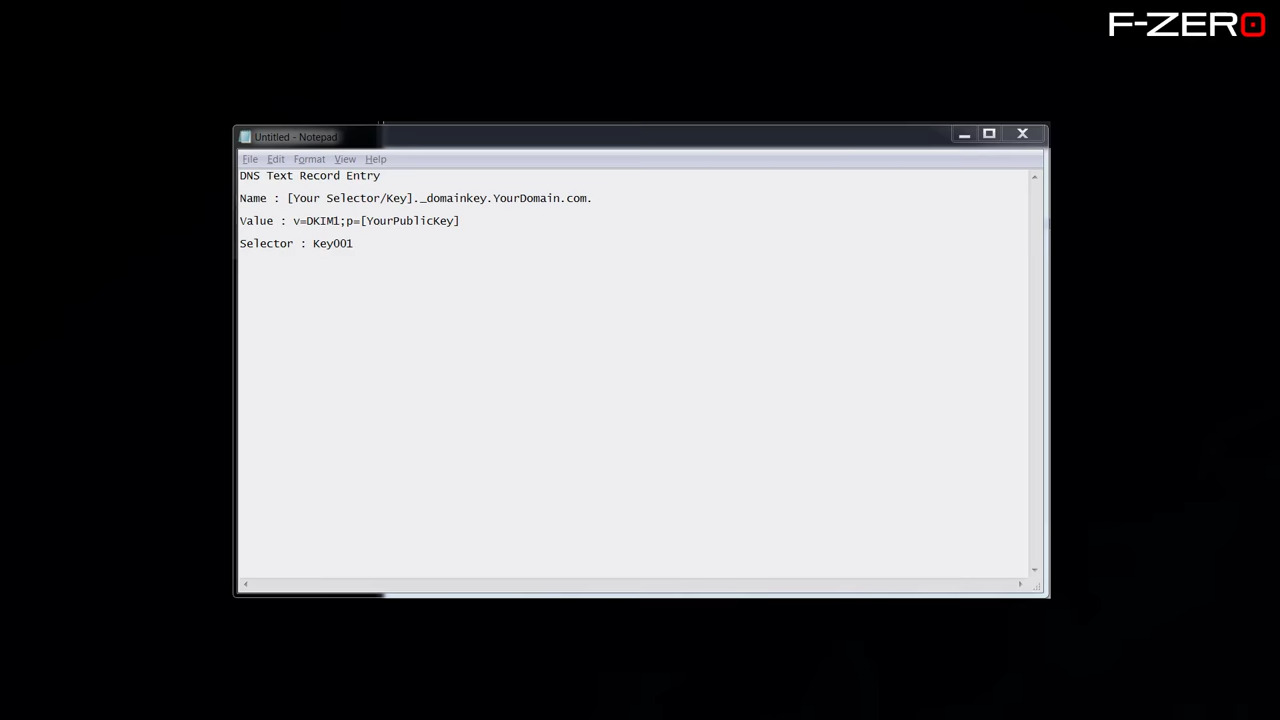 F-ZERO
Untitled - Notepad
File Edit Format View Help
DNS Text Record Entry
Name : [Your Selector/Key]._domainkey.YourDomain.com.
Value : v=DKIM1;p=[YourPublicKey]
Selector : Key001